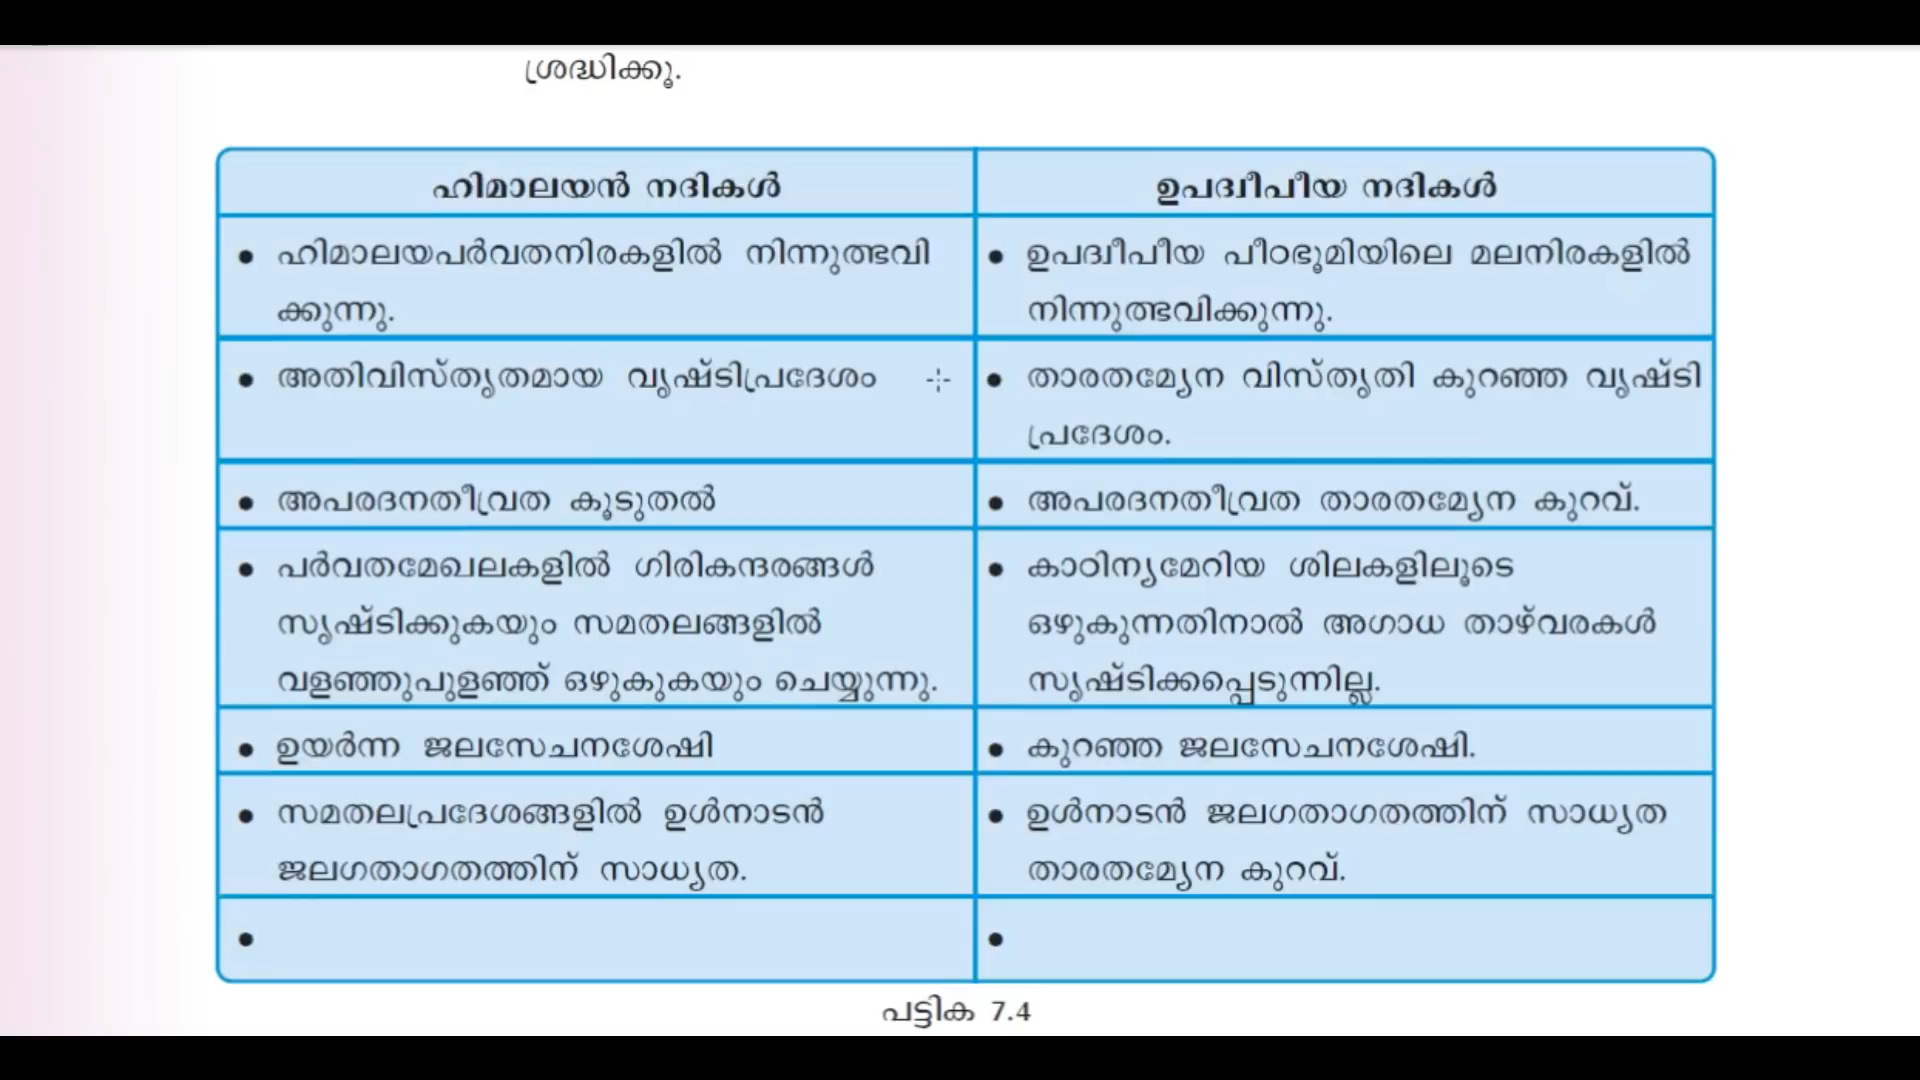 ശ്രദ്ധിക്കൂ.
ഹിമാലയൻ നദികൾ
ഉപദ്വീപീയ നദികൾ
• ഹിമാലയപർവതനിരകളിൽ നിന്നുത്ഭവി
ക്കുന്നു.
• ഉപദ്വീപീയ പീഠഭൂമിയിലെ മലനിരകളിൽ
നിന്നുത്ഭവിക്കുന്നു.
• അതിവിസ്തൃതമായ വൃഷ്ടിപ്രദേശം
• താരതമ്യേന വിസ്തൃതി കുറഞ്ഞ വൃഷ്ടി
പ്രദേശം.
• അപരദനതീവ്രത കൂടുതൽ
• അപരദനതീവ്രത താരതമ്യേന കുറവ്.
• പർവതമേഖലകളിൽ ഗിരികന്ദരങ്ങൾ
സൃഷ്ടിക്കുകയും സമതലങ്ങളിൽ
വളഞ്ഞുപുളഞ്ഞ് ഒഴുകുകയും ചെയ്യുന്നു.
• കാഠിന്യമേറിയ ശിലകളിലൂടെ
ഒഴുകുന്നതിനാൽ അഗാധ താഴ്‌വരകൾ
സൃഷ്ടിക്കപ്പെടുന്നില്ല.
• ഉയർന്ന ജലസേചനശേഷി
• കുറഞ്ഞ ജലസേചനശേഷി.
• സമതലപ്രദേശങ്ങളിൽ ഉൾനാടൻ
ജലഗതാഗതത്തിന് സാധ്യത.
• ഉൾനാടൻ ജലഗതാഗതത്തിന് സാധ്യത
താരതമ്യേന കുറവ്.
•
•
പട്ടിക 7.4